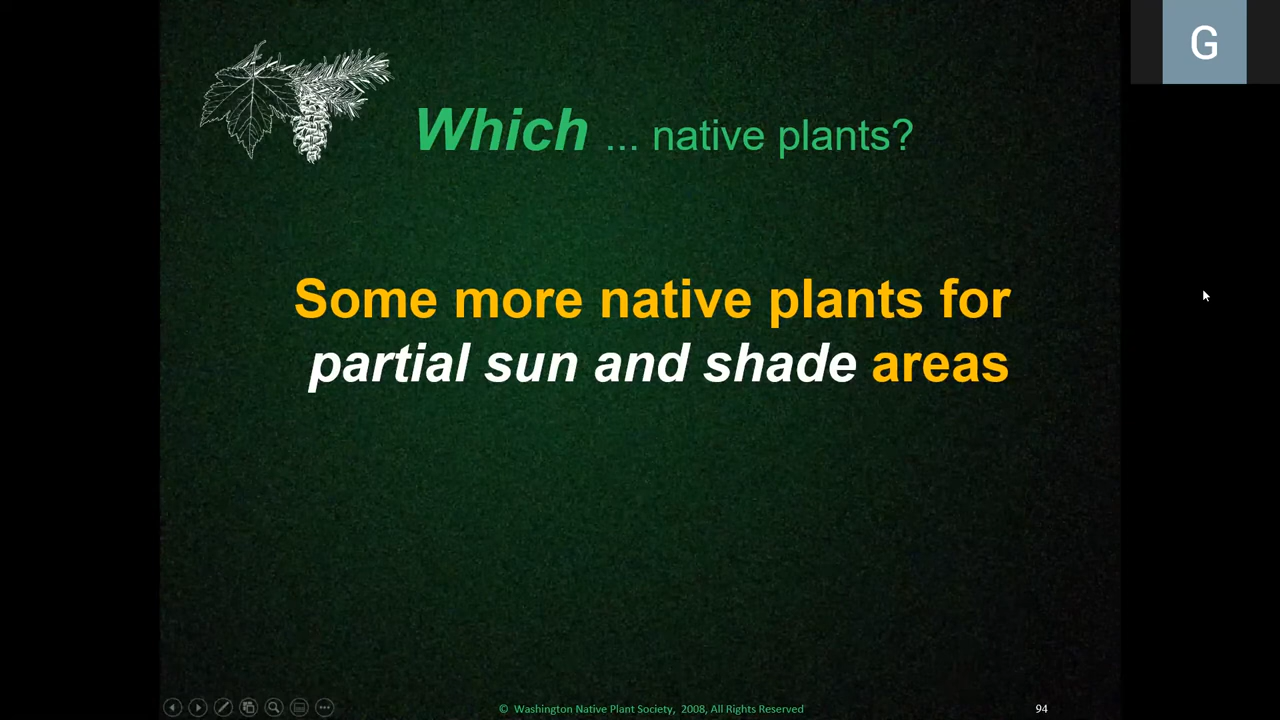 G
Which ... native plants?
Some more native plants for
partial sun and shade areas
© Washington Native Plant Society, 2008, All Rights Reserved
94